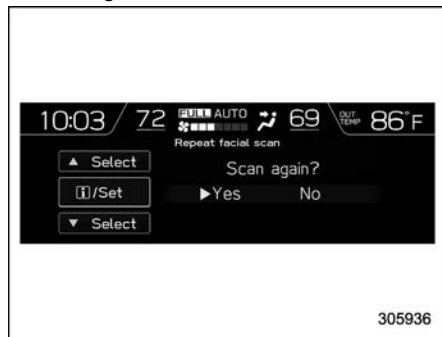 10:03 72 FULL AUTO 69 OUT TEMP 86°F
Repeat facial scan
▲ Select
Scan again?
i/Set
▶Yes No
▼ Select
305936